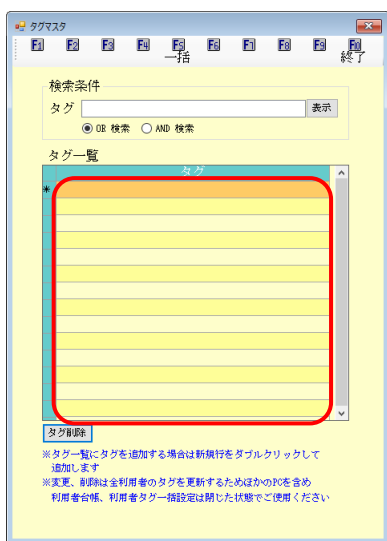 タグマスタ
F1 F2 F3 F4 F5 F6 F7 F8 F9 F10
一括 終了
検索条件
タグ 表示
OR 検索 AND 検索
タグ一覧
タグ
*
タグ削除
※タグ一覧にタグを追加する場合は新規行をダブルクリックして
追加します
※変更、削除は全利用者のタグを更新するためほかのPCを含め
利用者台帳、利用者タグ一括設定は閉じた状態でご使用ください